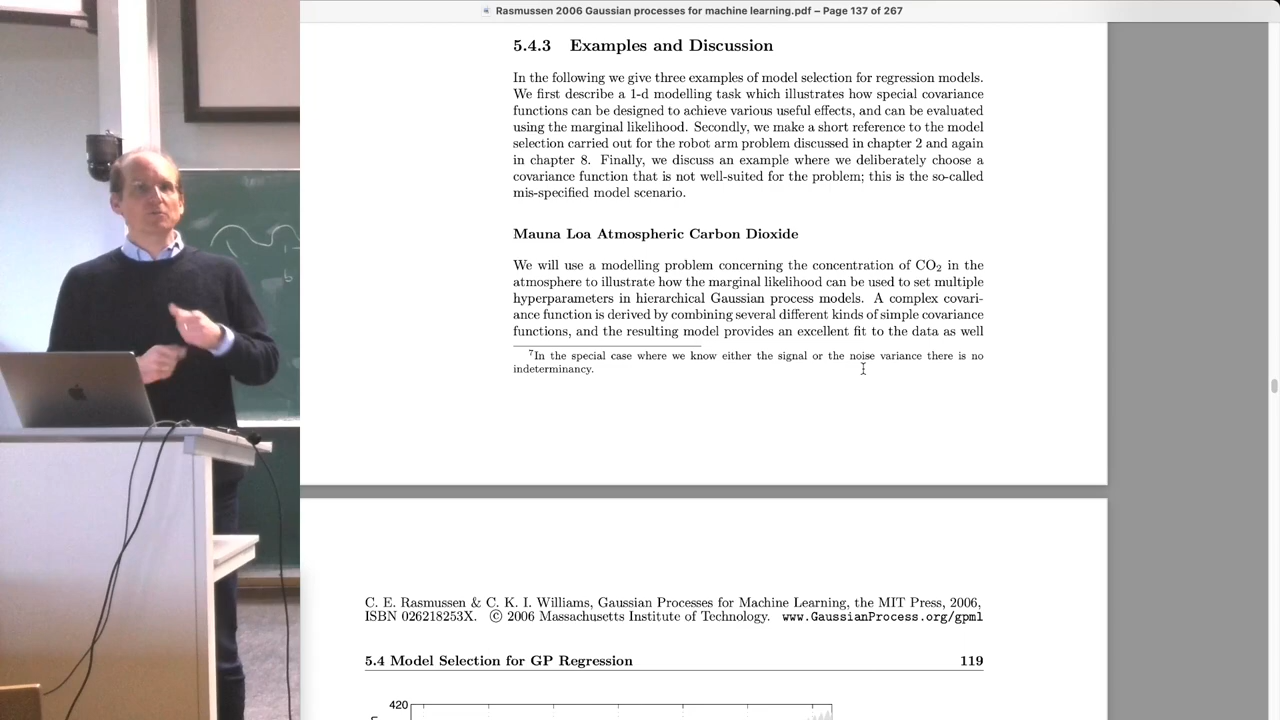 Rasmussen 2006 Gaussian processes for machine learning.pdf – Page 137 of 267
5.4.3 Examples and Discussion
In the following we give three examples of model selection for regression models.
We first describe a 1-d modelling task which illustrates how special covariance
functions can be designed to achieve various useful effects, and can be evaluated
using the marginal likelihood. Secondly, we make a short reference to the model
selection carried out for the robot arm problem discussed in chapter 2 and again
in chapter 8. Finally, we discuss an example where we deliberately choose a
covariance function that is not well-suited for the problem; this is the so-called
mis-specified model scenario.
Mauna Loa Atmospheric Carbon Dioxide
We will use a modelling problem concerning the concentration of CO₂ in the
atmosphere to illustrate how the marginal likelihood can be used to set multiple
hyperparameters in hierarchical Gaussian process models. A complex covari-
ance function is derived by combining several different kinds of simple covariance
functions, and the resulting model provides an excellent fit to the data as well
⁷In the special case where we know either the signal or the noise variance there is no
indeterminancy.
C. E. Rasmussen & C. K. I. Williams, Gaussian Processes for Machine Learning, the MIT Press, 2006,
ISBN 026218253X. © 2006 Massachusetts Institute of Technology. www.GaussianProcess.org/gpml
5.4 Model Selection for GP Regression 119
420